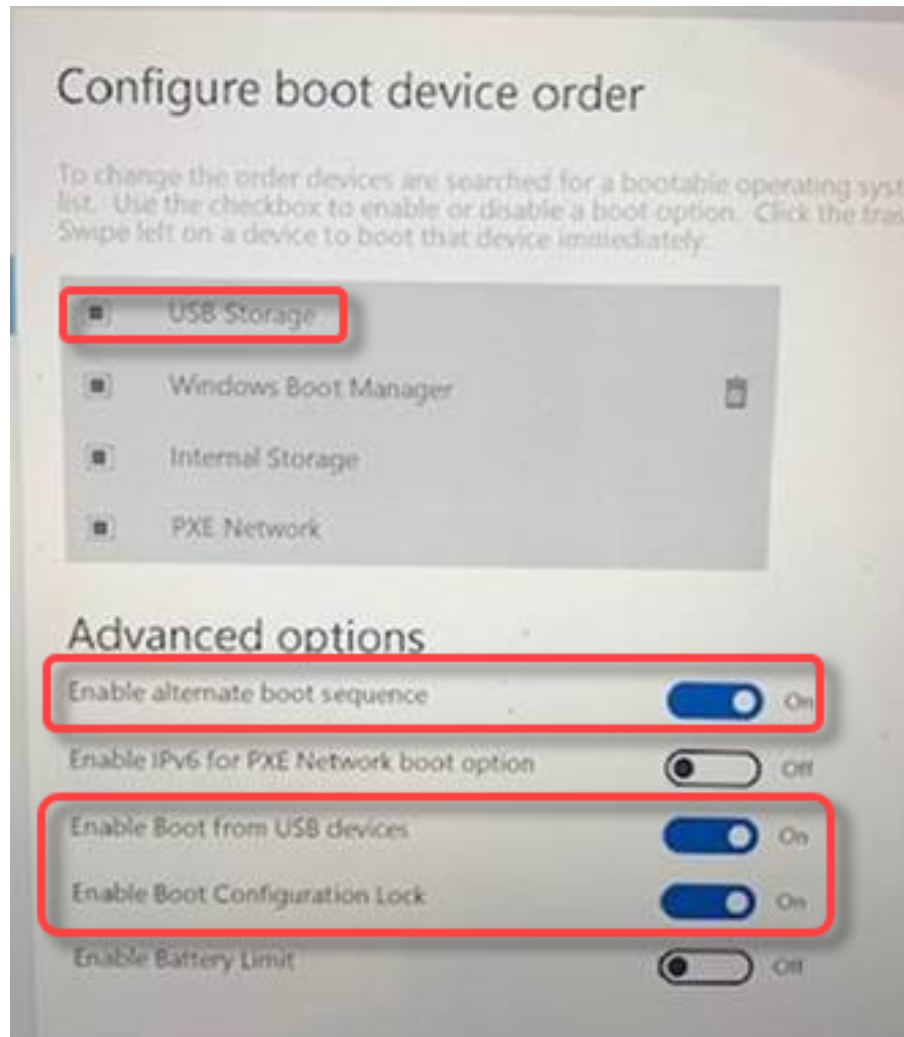 Configure boot device order
To change the order devices are searched for a bootable operating syst
list. Use the checkbox to enable or disable a boot option. Click the tras
Swipe left on a device to boot that device immediately.
USB Storage
Windows Boot Manager
Internal Storage
PXE Network
Advanced options
Enable alternate boot sequence On
Enable IPv6 for PXE Network boot option Off
Enable Boot from USB devices On
Enable Boot Configuration Lock On
Enable Battery Limit Off